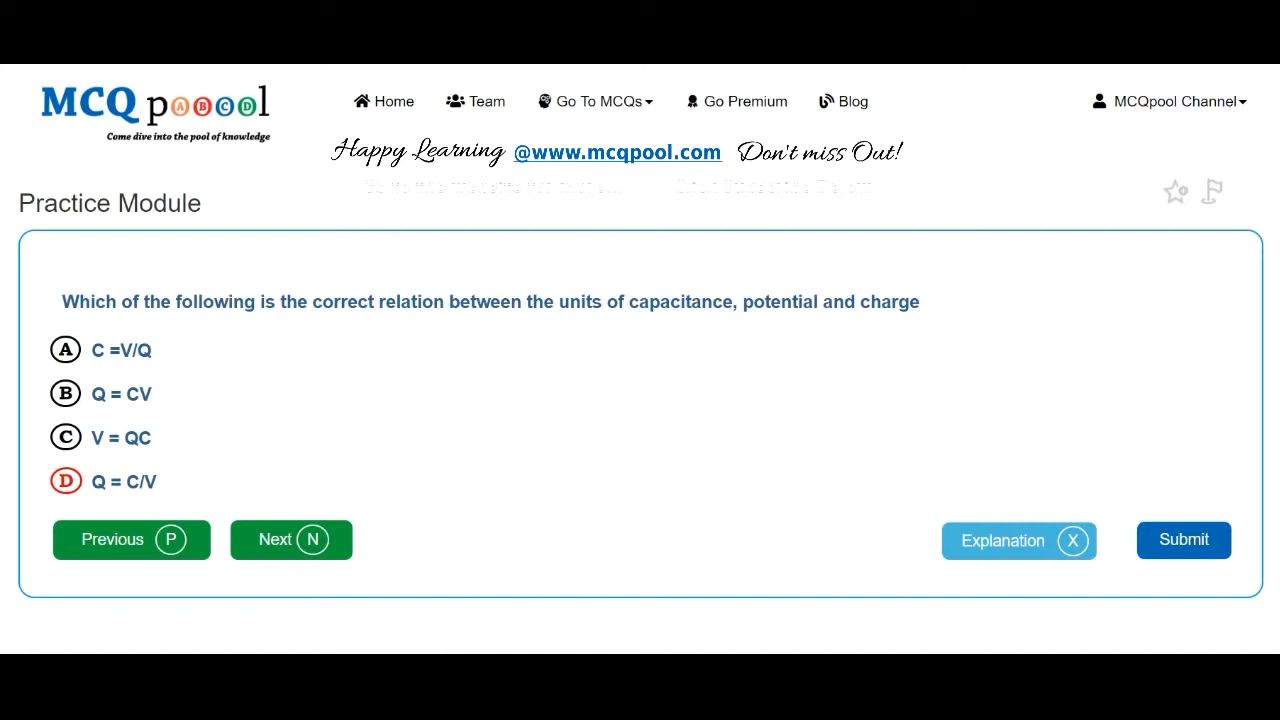 MCQ pooool
Come dive into the pool of knowledge
Home Team Go To MCQs Go Premium Blog MCQpool Channel
Happy Learning @www.mcqpool.com Don't miss Out!
Practice Module
Which of the following is the correct relation between the units of capacitance, potential and charge
A C =V/Q
B Q = CV
C V = QC
D Q = C/V
Previous P Next N Explanation X Submit